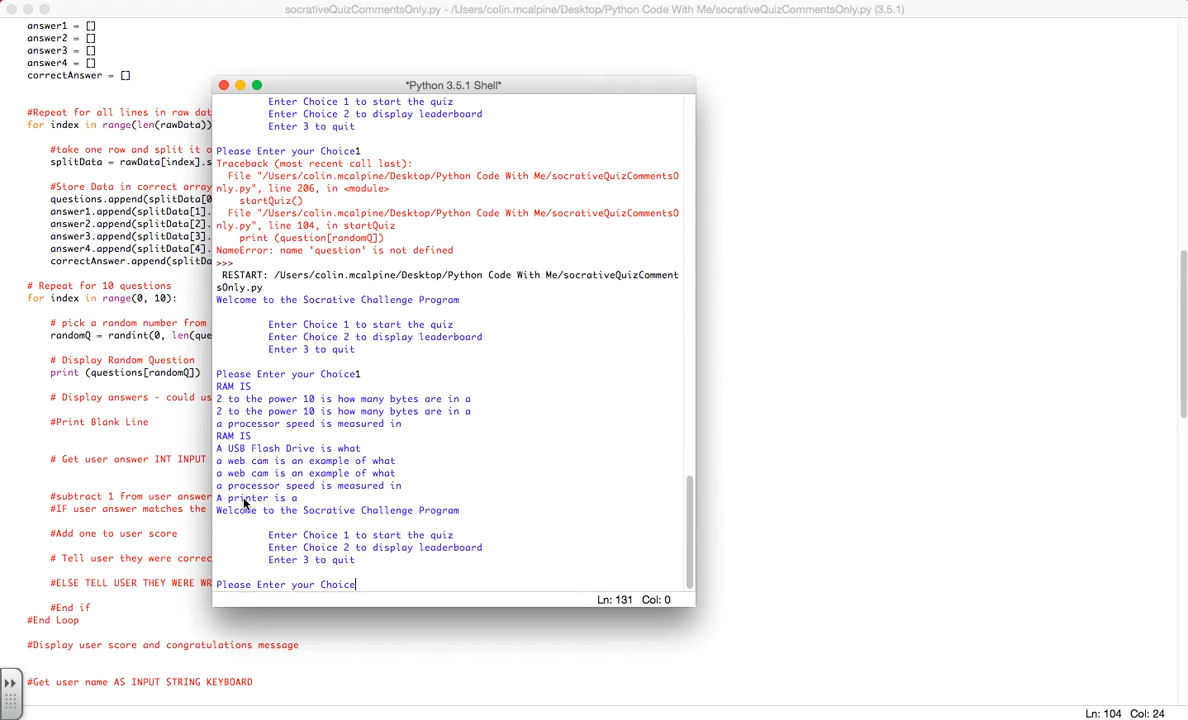 socrativeQuizCommentsOnly.py - /Users/colin.mcalpine/Desktop/Python Code With Me/socrativeQuizCommentsOnly.py (3.5.1)
answer1 = []
answer2 = []
answer3 = []
answer4 = []
correctAnswer = []
#Repeat for all lines in raw dat
for index in range(len(rawData))
#take one row and split it o
splitData = rawData[index].s
#Store Data in correct array
questions.append(splitData[0
answer1.append(splitData[1].
answer2.append(splitData[2].
answer3.append(splitData[3].
answer4.append(splitData[4].
correctAnswer.append(splitDa
# Repeat for 10 questions
for index in range(0, 10):
# pick a random number from
randomQ = randint(0, len(que
# Display Random Question
print (questions[randomQ])
# Display answers - could us
#Print Blank Line
# Get user answer INT INPUT
#subtract 1 from user answer
#IF user answer matches the
#Add one to user score
# Tell user they were correc
#ELSE TELL USER THEY WERE WR
#End if
#End Loop
#Display user score and congratulations message
#Get user name AS INPUT STRING KEYBOARD
Ln: 104 Col: 24
*Python 3.5.1 Shell*
Enter Choice 1 to start the quiz
Enter Choice 2 to display leaderboard
Enter 3 to quit
Please Enter your Choice1
Traceback (most recent call last):
File "/Users/colin.mcalpine/Desktop/Python Code With Me/socrativeQuizCommentsO
nly.py", line 206, in <module>
startQuiz()
File "/Users/colin.mcalpine/Desktop/Python Code With Me/socrativeQuizCommentsO
nly.py", line 104, in startQuiz
print (question[randomQ])
NameError: name 'question' is not defined
>>>
RESTART: /Users/colin.mcalpine/Desktop/Python Code With Me/socrativeQuizComment
sOnly.py
Welcome to the Socrative Challenge Program
Enter Choice 1 to start the quiz
Enter Choice 2 to display leaderboard
Enter 3 to quit
Please Enter your Choice1
RAM IS
2 to the power 10 is how many bytes are in a
2 to the power 10 is how many bytes are in a
a processor speed is measured in
RAM IS
A USB Flash Drive is what
a web cam is an example of what
a web cam is an example of what
a processor speed is measured in
A printer is a
Welcome to the Socrative Challenge Program
Enter Choice 1 to start the quiz
Enter Choice 2 to display leaderboard
Enter 3 to quit
Please Enter your Choice
Ln: 131 Col: 0